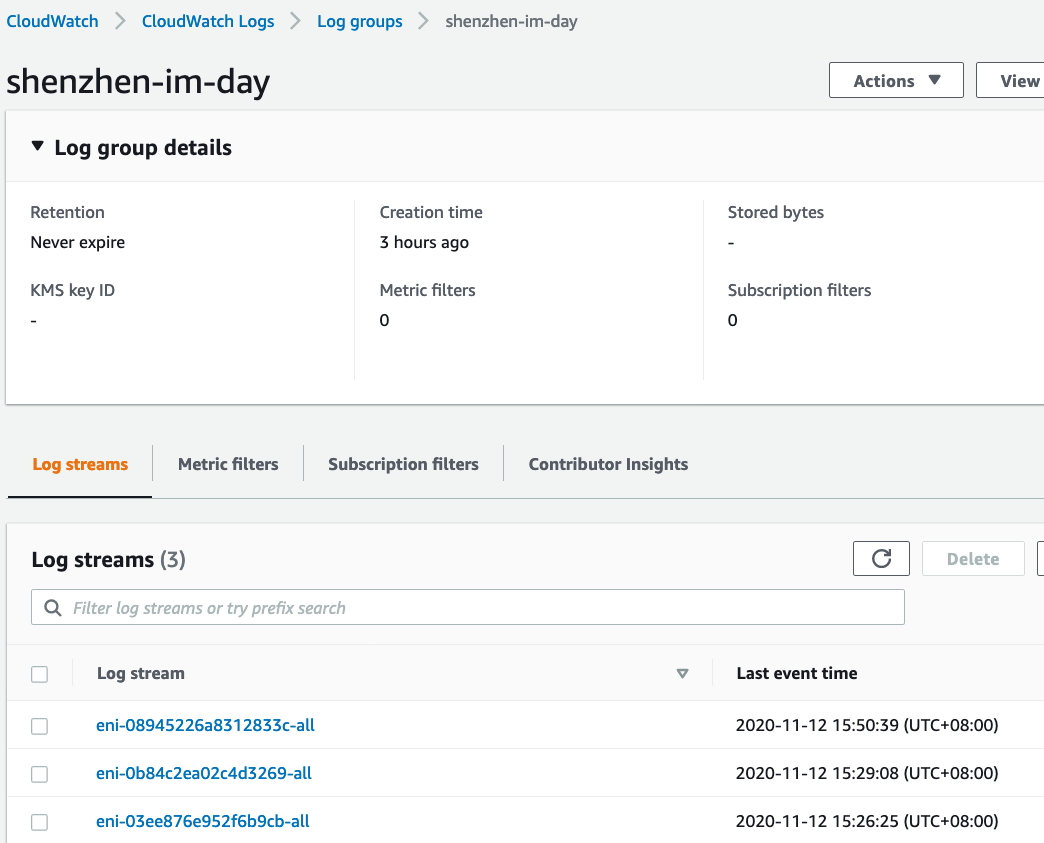 CloudWatch > CloudWatch Logs > Log groups > shenzhen-im-day
shenzhen-im-day
Actions ▼ View
▼ Log group details
Retention Creation time Stored bytes
Never expire 3 hours ago -
KMS key ID Metric filters Subscription filters
- 0 0
Log streams Metric filters Subscription filters Contributor Insights
Log streams (3) Delete
Filter log streams or try prefix search
Log stream Last event time
eni-08945226a8312833c-all 2020-11-12 15:50:39 (UTC+08:00)
eni-0b84c2ea02c4d3269-all 2020-11-12 15:29:08 (UTC+08:00)
eni-03ee876e952f6b9cb-all 2020-11-12 15:26:25 (UTC+08:00)